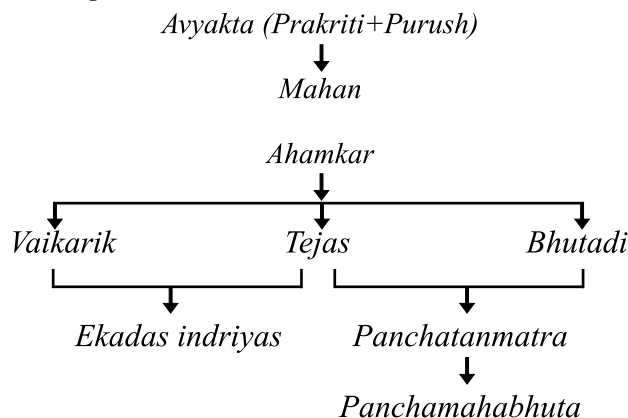 Avyakta (Prakriti+Purush)
Mahan
Ahamkar
Vaikarik Tejas Bhutadi
Ekadas indriyas Panchatanmatra
Panchamahabhuta